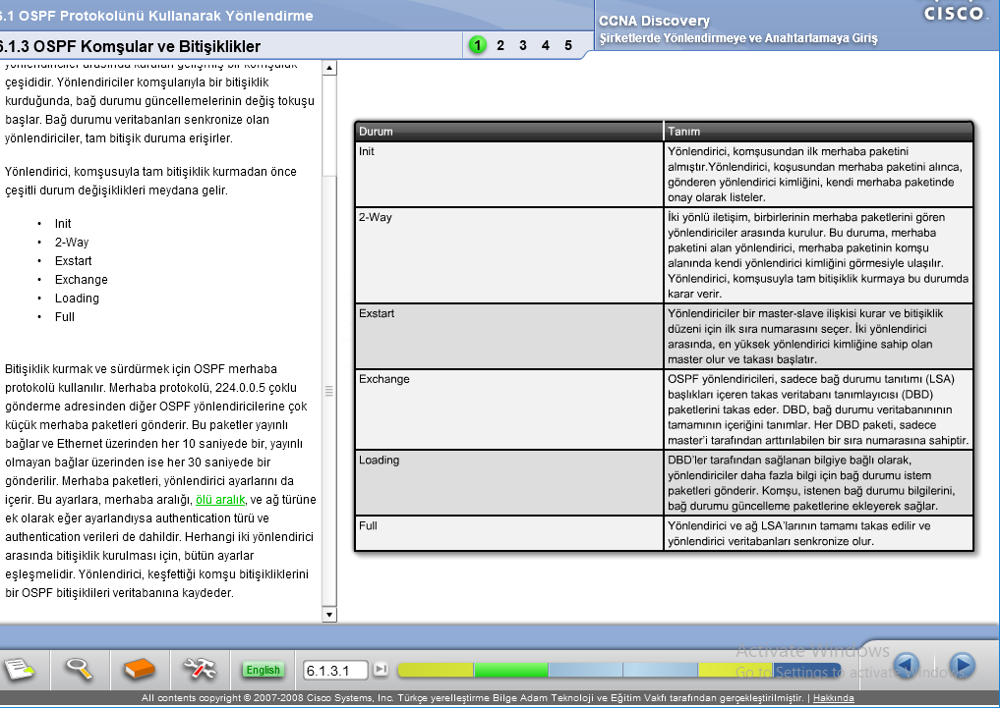 6.1 OSPF Protokolünü Kullanarak Yönlendirme
CCNA Discovery
Şirketlerde Yönlendirmeye ve Anahtarlamaya Giriş
CISCO
6.1.3 OSPF Komşular ve Bitişiklikler
1 2 3 4 5
yönlendiriciler arasında kurulan gelişmiş bir komşuluk
çeşididir. Yönlendiriciler komşularıyla bir bitişiklik
kurduğunda, bağ durumu güncellemelerinin değiş tokuşu
başlar. Bağ durumu veritabanları senkronize olan
yönlendiriciler, tam bitişik duruma erişirler.
Yönlendirici, komşusuyla tam bitişiklik kurmadan önce
çeşitli durum değişiklikleri meydana gelir.
• Init
• 2-Way
• Exstart
• Exchange
• Loading
• Full
Bitişiklik kurmak ve sürdürmek için OSPF merhaba
protokolü kullanılır. Merhaba protokolü, 224.0.0.5 çoklu
gönderme adresinden diğer OSPF yönlendiricilerine çok
küçük merhaba paketleri gönderir. Bu paketler yayınlı
bağlar ve Ethernet üzerinden her 10 saniyede bir, yayınlı
olmayan bağlar üzerinden ise her 30 saniyede bir
gönderilir. Merhaba paketleri, yönlendirici ayarlarını da
içerir. Bu ayarlara, merhaba aralığı, ölü aralık, ve ağ türüne
ek olarak eğer ayarlandıysa authentication türü ve
authentication verileri de dahildir. Herhangi iki yönlendirici
arasında bitişiklik kurulması için, bütün ayarlar
eşleşmelidir. Yönlendirici, keşfettiği komşu bitişikliklerini
bir OSPF bitişiklileri veritabanına kaydeder.
Durum
Tanım
Init
Yönlendirici, komşusundan ilk merhaba paketini
almıştır.Yönlendirici, koşusundan merhaba paketini alınca,
gönderen yönlendirici kimliğini, kendi merhaba paketinde
onay olarak listeler.
2-Way
İki yönlü iletişim, birbirlerinin merhaba paketlerini gören
yönlendiriciler arasında kurulur. Bu duruma, merhaba
paketini alan yönlendirici, merhaba paketinin komşu
alanında kendi yönlendirici kimliğini görmesiyle ulaşılır.
Yönlendirici, komşusuyla tam bitişiklik kurmaya bu durumda
karar verir.
Exstart
Yönlendiriciler bir master-slave ilişkisi kurar ve bitişiklik
düzeni için ilk sıra numarasını seçer. İki yönlendirici
arasında, en yüksek yönlendirici kimliğine sahip olan
master olur ve takası başlatır.
Exchange
OSPF yönlendiricileri, sadece bağ durumu tanıtımı (LSA)
başlıkları içeren takas veritabanı tanımlayıcısı (DBD)
paketlerini takas eder. DBD, bağ durumu veritabanınının
tamamının içeriğini tanımlar. Her DBD paketi, sadece
master’i tarafından arttırılabilen bir sıra numarasına sahiptir.
Loading
DBD’ler tarafından sağlanan bilgiye bağlı olarak,
yönlendiriciler daha fazla bilgi için bağ durumu istem
paketleri gönderir. Komşu, istenen bağ durumu bilgilerini,
bağ durumu güncelleme paketlerine ekleyerek sağlar.
Full
Yönlendirici ve ağ LSA’larının tamamı takas edilir ve
yönlendirici veritabanları senkronize olur.
Activate Windows
Go to Settings to activate Windows.
English
6.1.3.1
All contents copyright © 2007-2008 Cisco Systems, Inc. Türkçe yerelleştirme Bilge Adam Teknoloji ve Eğitim Vakfı tarafından gerçekleştirilmiştir. | Hakkında